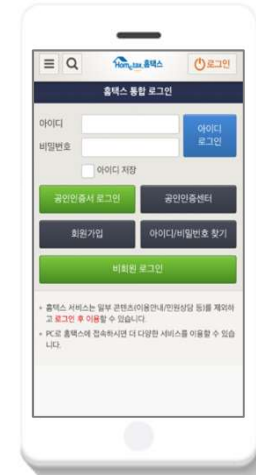 Hometax 홈택스 로그인
홈택스 통합 로그인
아이디
비밀번호
아이디 로그인
아이디 저장
공인인증서 로그인 공인인증센터
회원가입 아이디/비밀번호 찾기
비회원 로그인
홈택스 서비스는 일부 콘텐츠(이용안내/민원상담 등)를 제외하
고 로그인 후 이용할 수 있습니다.
PC로 홈택스에 접속하시면 더 다양한 서비스를 이용할 수 있습
니다.